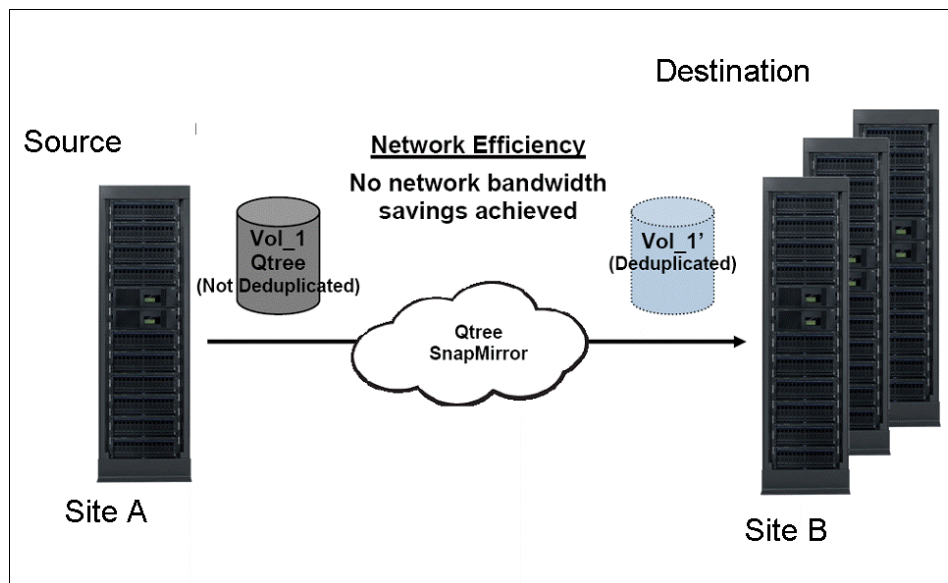 Destination
Source
Network Efficiency
No network bandwidth
savings achieved
Vol_1
Qtree
(Not Deduplicated)
Vol_1’
(Deduplicated)
Qtree
SnapMirror
Site A
Site B